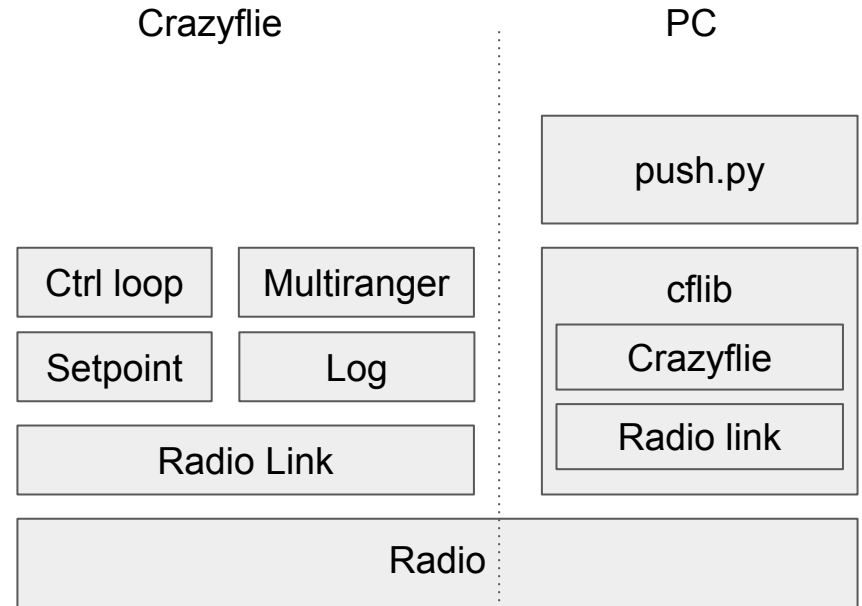 Crazyflie
PC
push.py
Ctrl loop
Multiranger
cflib
Setpoint
Log
Crazyflie
Radio Link
Radio link
Radio